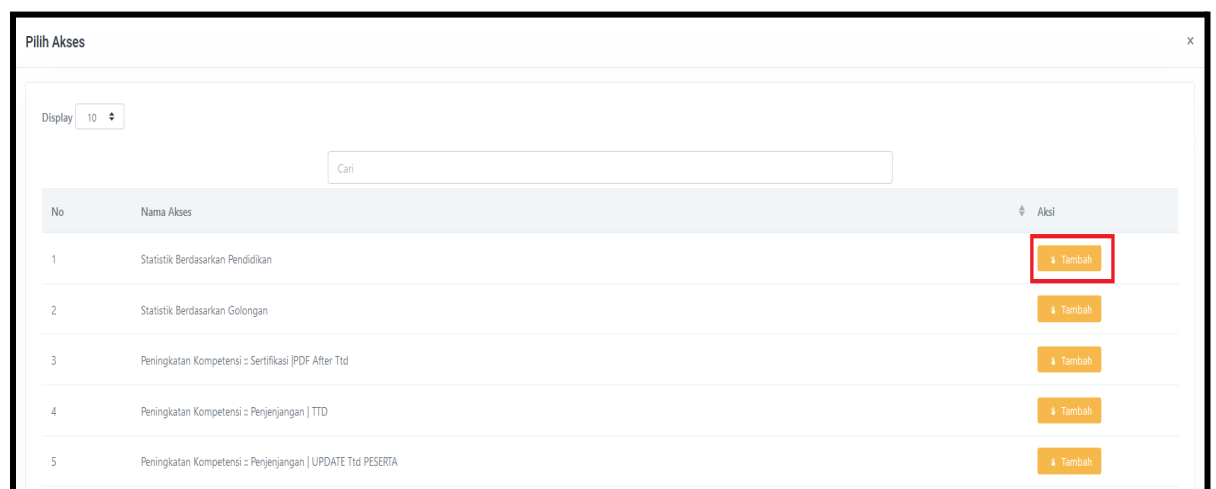 Pilih Akses ×
Display 10
Cari
No Nama Akses Aksi
1 Statistik Berdasarkan Pendidikan Tambah
2 Statistik Berdasarkan Golongan Tambah
3 Peningkatan Kompetensi :: Sertifikasi |PDF After Ttd Tambah
4 Peningkatan Kompetensi :: Penjenjangan | TTD Tambah
5 Peningkatan Kompetensi :: Penjenjangan | UPDATE Ttd PESERTA Tambah